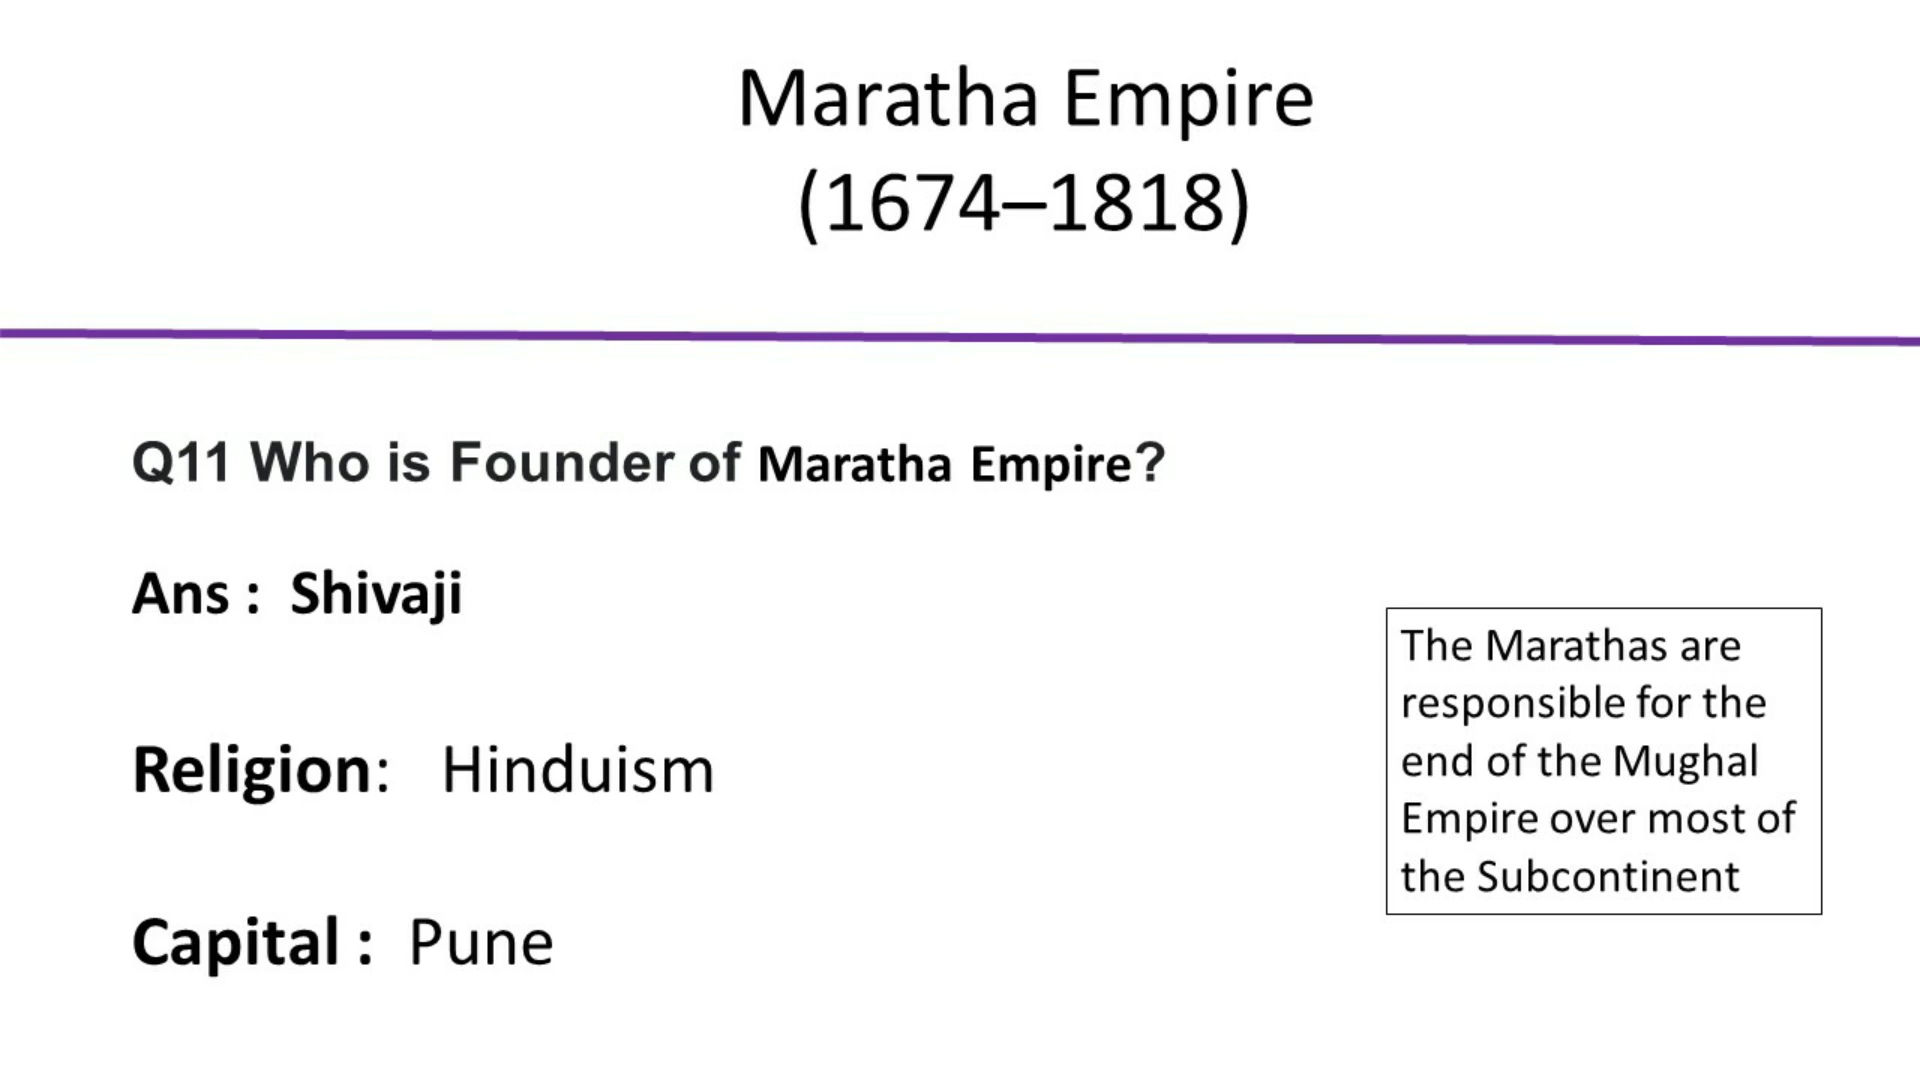 Maratha Empire
(1674–1818)
Q11 Who is Founder of Maratha Empire?
Ans :  Shivaji
Religion:   Hinduism
Capital :  Pune
The Marathas are
responsible for the
end of the Mughal
Empire over most of
the Subcontinent